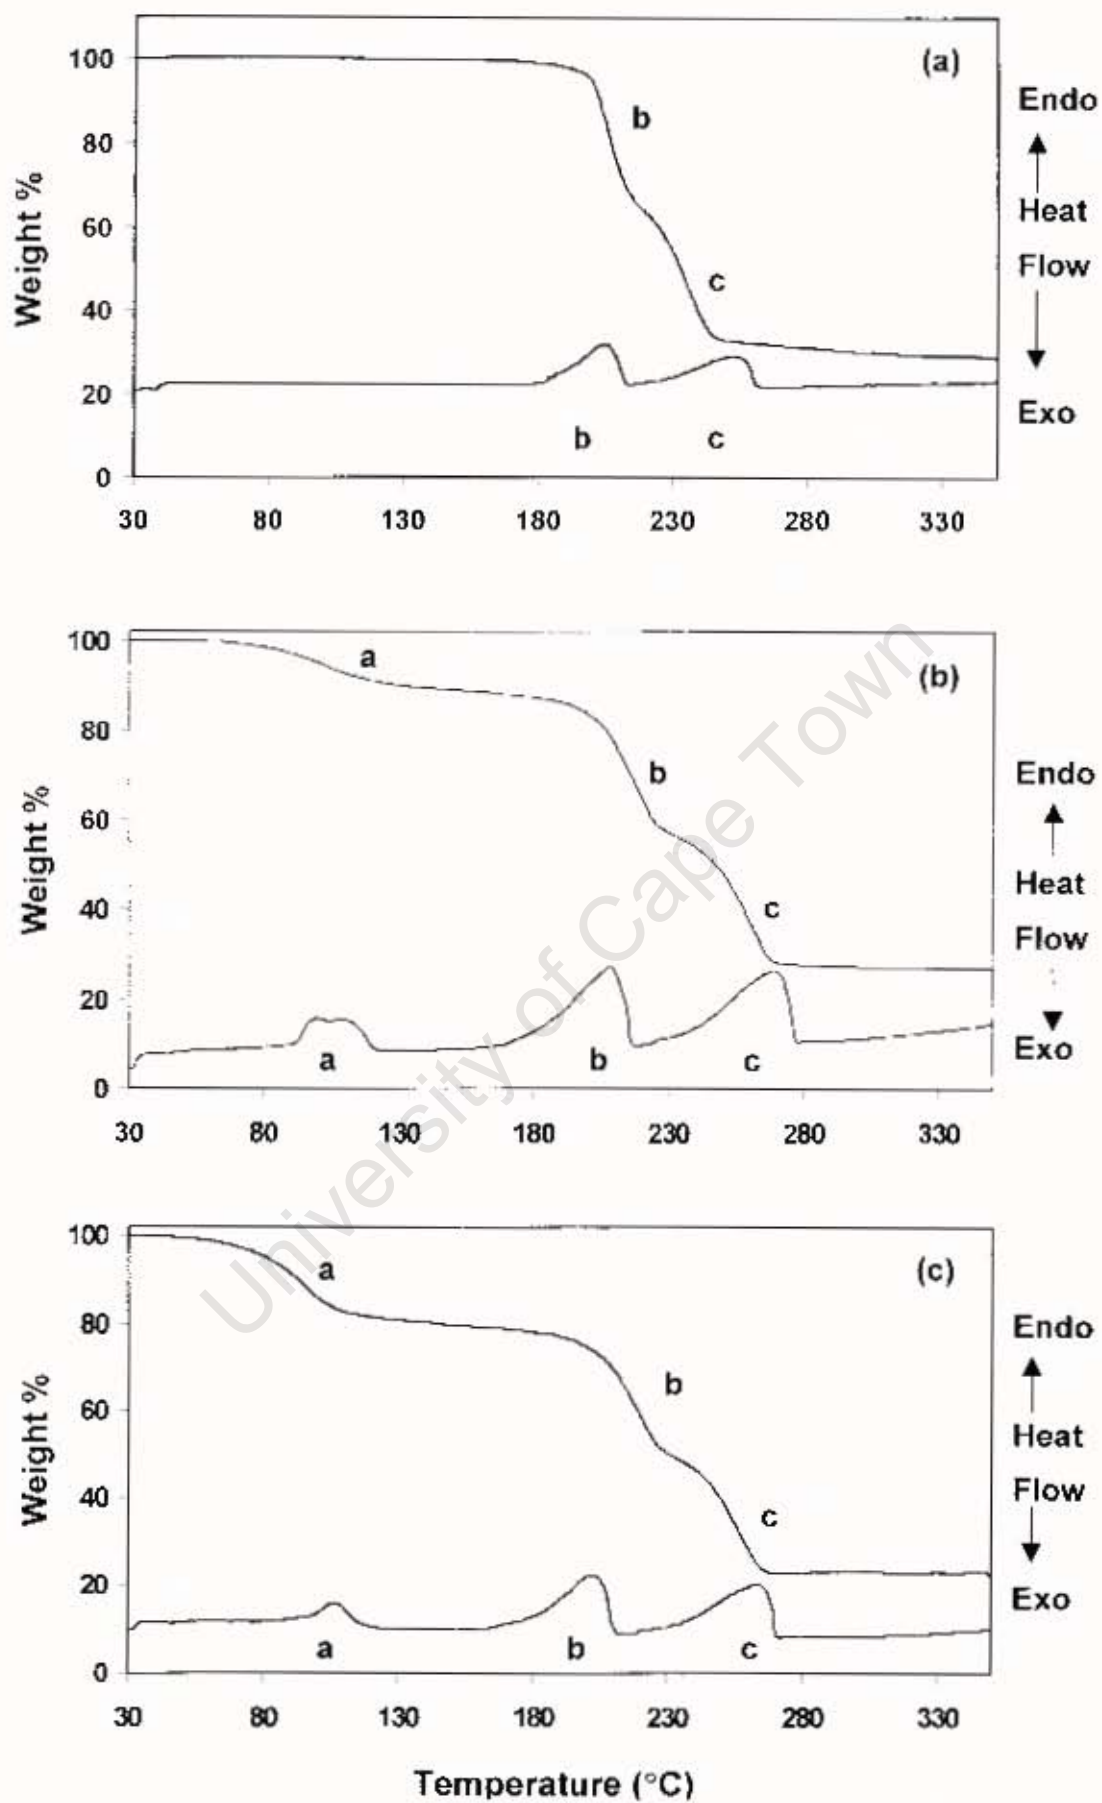 (a)
100
80
60
40
20
0
Weight %
b
c
b
c
Endo
Heat
Flow
Exo
30 80 130 180 230 280 330
(b)
100
80
60
40
20
0
Weight %
a
b
c
a
b
c
Endo
Heat
Flow
Exo
30 80 130 180 230 280 330
(c)
100
80
60
40
20
0
Weight %
a
b
c
a
b
c
Endo
Heat
Flow
Exo
30 80 130 180 230 280 330
Temperature (°C)
University of Cape Town